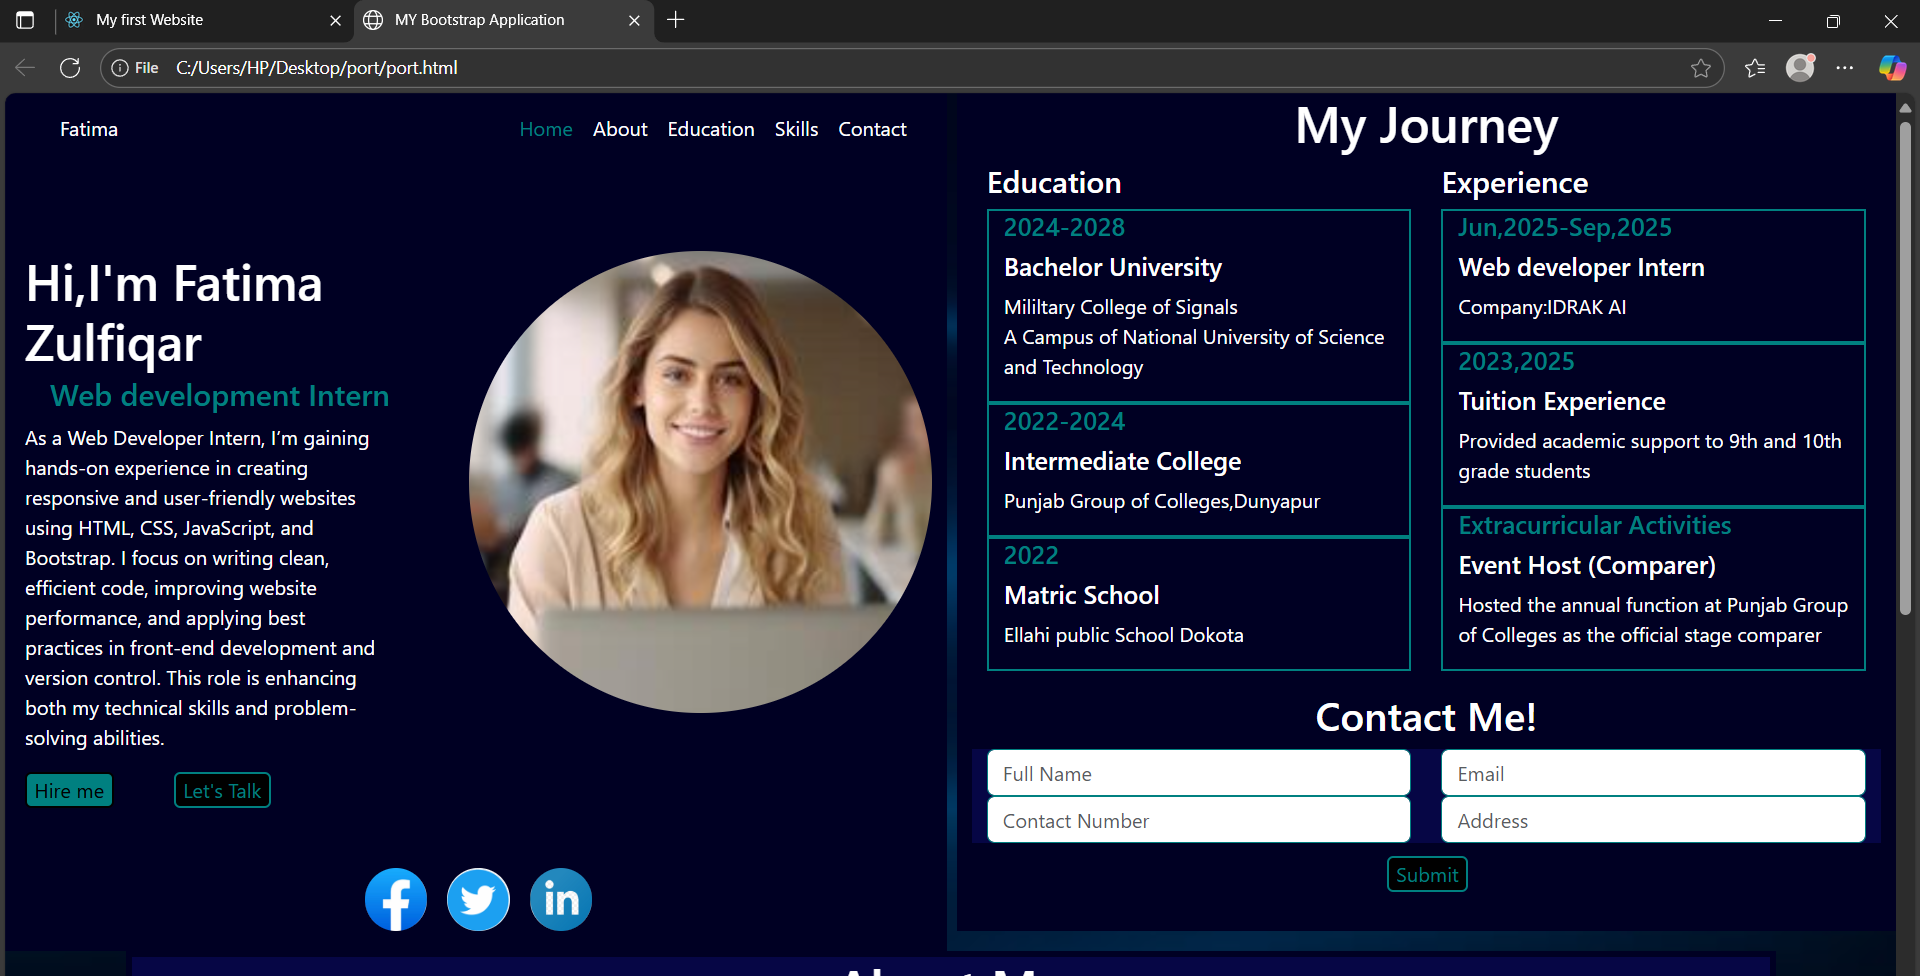 My first Website
MY Bootstrap Application
File
C:/Users/HP/Desktop/port/port.html
Fatima
Home
About
Education
Skills
Contact
Hi,I'm Fatima
Zulfiqar
Web development Intern
As a Web Developer Intern, I’m gaining
hands-on experience in creating
responsive and user-friendly websites
using HTML, CSS, JavaScript, and
Bootstrap. I focus on writing clean,
efficient code, improving website
performance, and applying best
practices in front-end development and
version control. This role is enhancing
both my technical skills and problem-
solving abilities.
Hire me
Let's Talk
f
in
My Journey
Education
2024-2028
Bachelor University
Mililtary College of Signals
A Campus of National University of Science
and Technology
2022-2024
Intermediate College
Punjab Group of Colleges,Dunyapur
2022
Matric School
Ellahi public School Dokota
Experience
Jun,2025-Sep,2025
Web developer Intern
Company:IDRAK AI
2023,2025
Tuition Experience
Provided academic support to 9th and 10th
grade students
Extracurricular Activities
Event Host (Comparer)
Hosted the annual function at Punjab Group
of Colleges as the official stage comparer
Contact Me!
Full Name
Email
Contact Number
Address
Submit